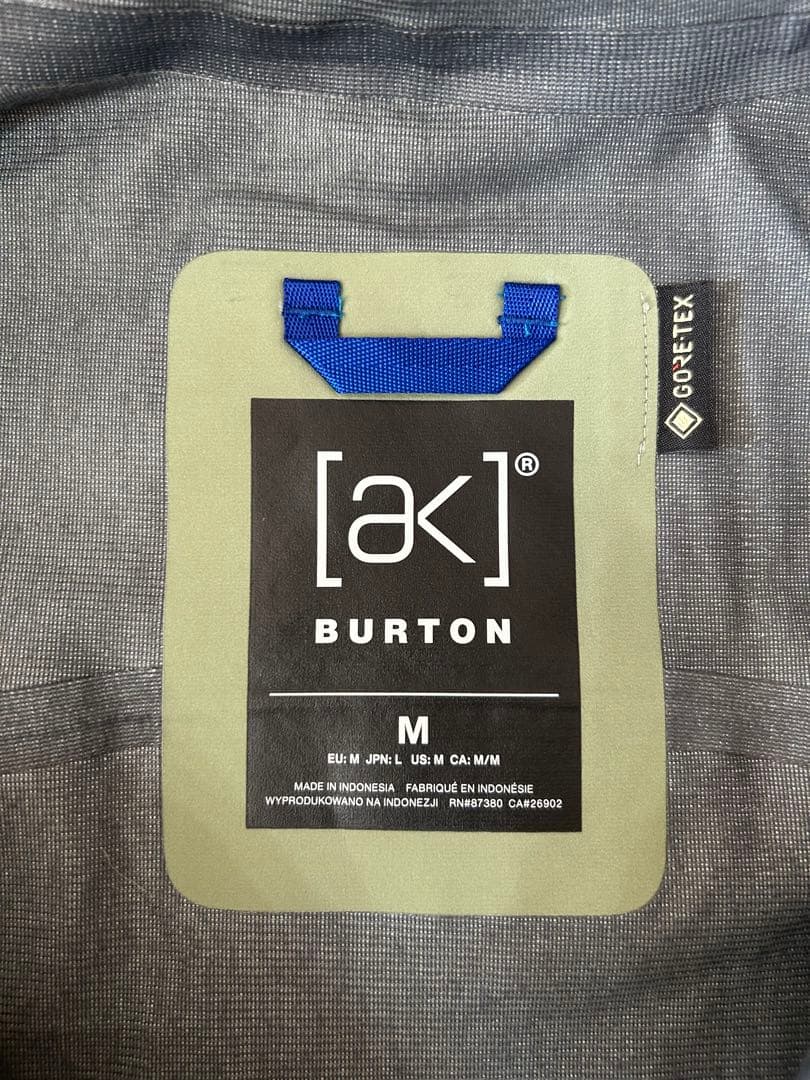 GORE-TEX
[ak]®
BURTON
M
EU: M JPN: L US: M CA: M/M
MADE IN INDONESIA FABRIQUÉ EN INDONÉSIE
WYPRODUKOWANO NA INDONEZJI RN#87380 CA#26902